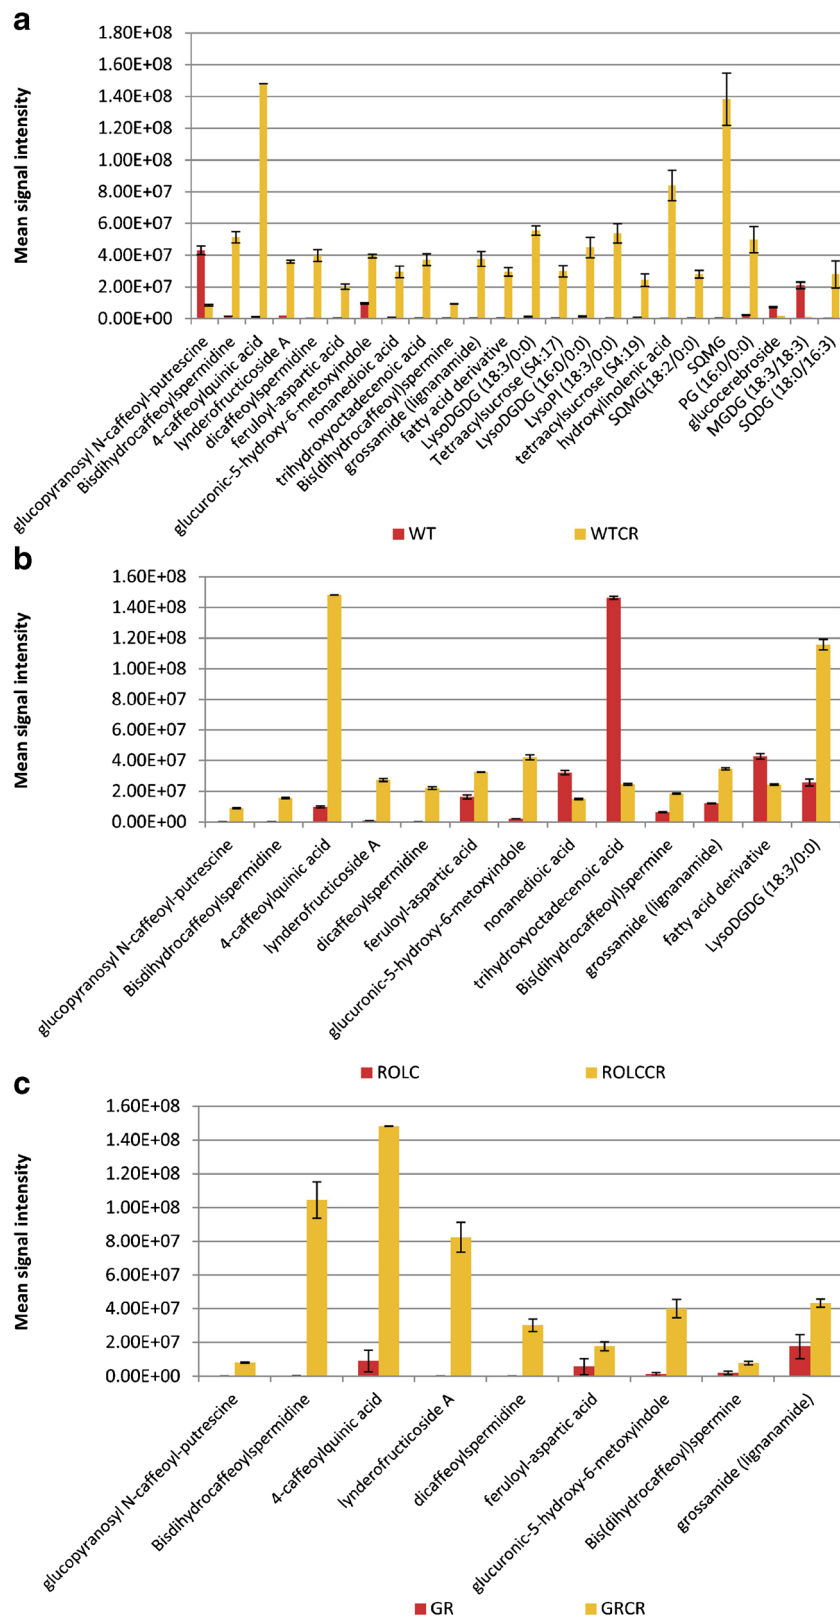 a
Mean signal intensity
1.80E+08
1.60E+08
1.40E+08
1.20E+08
1.00E+08
8.00E+07
6.00E+07
4.00E+07
2.00E+07
0.00E+00
glucopyranosyl N-caffeoyl-putrescine
Bisdihydrocaffeoylspermidine
4-caffeoylquinic acid
lynderofructicoside A
dicaffeoylspermidine
feruloyl-aspartic acid
glucuronic-5-hydroxy-6-metoxyindole
nonanedioic acid
trihydroxyoctadecenoic acid
Bis(dihydrocaffeoyl)spermine
grossamide (lignanamide)
fatty acid derivative
LysoDGDG (18:3/0:0)
Tetraacylsucrose (S4:17)
LysoDGDG (16:0/0:0)
LysoPI (18:3/0:0)
tetraacylsucrose (S4:19)
hydroxylinolenic acid
SQMG(18:2/0:0)
SQMG
PG (16:0/0:0)
glucocerebroside
MGDG (18:3/18:3)
SQDG (18:0/16:3)
WT
WTCR
b
Mean signal intensity
1.60E+08
1.40E+08
1.20E+08
1.00E+08
8.00E+07
6.00E+07
4.00E+07
2.00E+07
0.00E+00
glucopyranosyl N-caffeoyl-putrescine
Bisdihydrocaffeoylspermidine
4-caffeoylquinic acid
lynderofructicoside A
dicaffeoylspermidine
feruloyl-aspartic acid
glucuronic-5-hydroxy-6-metoxyindole
nonanedioic acid
trihydroxyoctadecenoic acid
Bis(dihydrocaffeoyl)spermine
grossamide (lignanamide)
fatty acid derivative
LysoDGDG (18:3/0:0)
ROLC
ROLCCR
c
Mean signal intensity
1.60E+08
1.40E+08
1.20E+08
1.00E+08
8.00E+07
6.00E+07
4.00E+07
2.00E+07
0.00E+00
glucopyranosyl N-caffeoyl-putrescine
Bisdihydrocaffeoylspermidine
4-caffeoylquinic acid
lynderofructicoside A
dicaffeoylspermidine
feruloyl-aspartic acid
glucuronic-5-hydroxy-6-metoxyindole
Bis(dihydrocaffeoyl)spermine
grossamide (lignanamide)
GR
GRCR